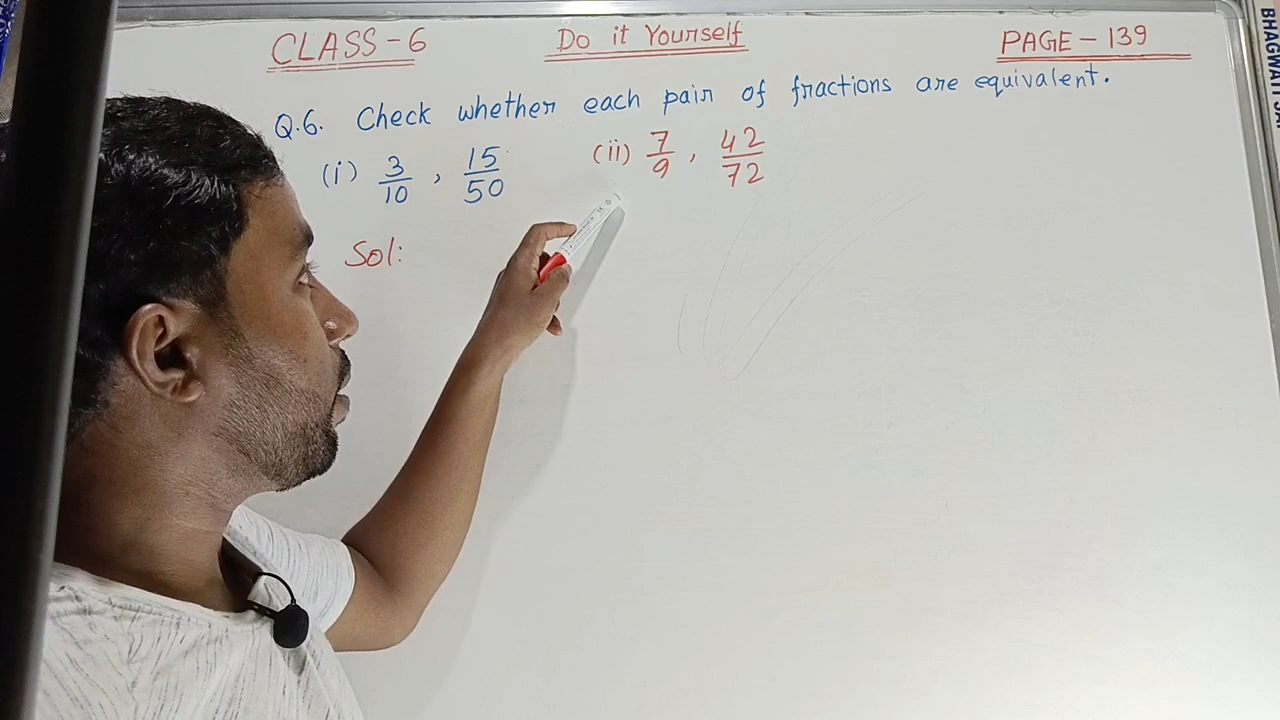 CLASS-6 Do it Yourself PAGE-139
Q.6. Check whether each pair of fractions are equivalent.
(i) 3/10, 15/50 (ii) 7/9, 42/72
Sol: